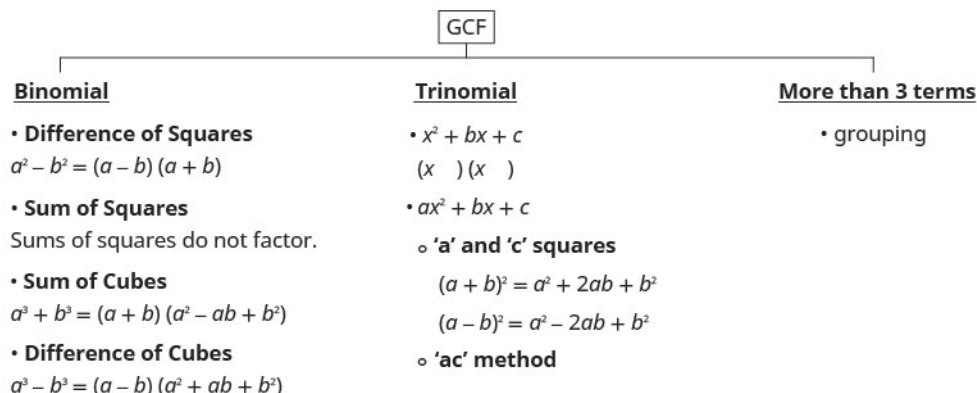 GCF
Binomial
• Difference of Squares
a² – b² = (a – b) (a + b)
• Sum of Squares
Sums of squares do not factor.
• Sum of Cubes
a³ + b³ = (a + b) (a² – ab + b²)
• Difference of Cubes
a³ – b³ = (a – b) (a² + ab + b²)
Trinomial
• x² + bx + c
(x   ) (x   )
• ax² + bx + c
∘ ‘a’ and ‘c’ squares
(a + b)² = a² + 2ab + b²
(a – b)² = a² – 2ab + b²
∘ ‘ac’ method
More than 3 terms
• grouping